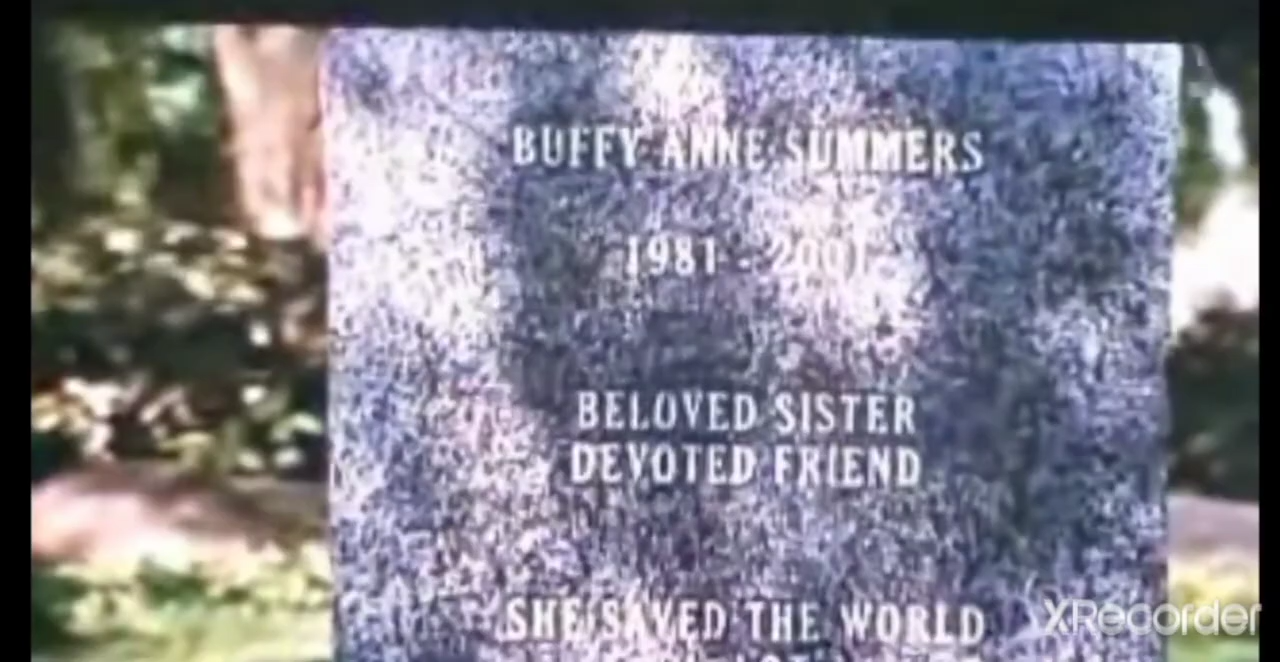 BUFFY ANNE SUMMERS
1981 - 2001
BELOVED SISTER
DEVOTED FRIEND
SHE SAVED THE WORLD
XRecorder